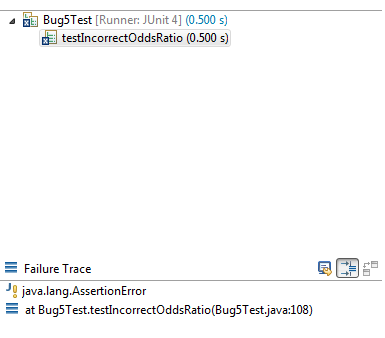 Bug5Test [Runner: JUnit 4] (0.500 s)
testIncorrectOddsRatio (0.500 s)
Failure Trace
java.lang.AssertionError
at Bug5Test.testIncorrectOddsRatio(Bug5Test.java:108)